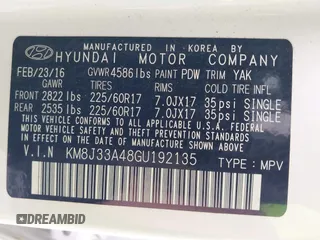 MANUFACTURED IN KOREA BY
HYUNDAI MOTOR COMPANY
FEB/23/16 GVWR 4586 lbs PAINT PDW TRIM YAK
GAWR TIRES RIMS COLD TIRE INFL.
FRONT 2822 lbs 225/60R17 7.0JX17 35psi SINGLE
REAR 2535 lbs 225/60R17 7.0JX17 35psi SINGLE
THIS VEHICLE CONFORMS TO ALL APPLICABLE
U.S. FEDERAL MOTOR VEHICLE SAFETY, BUMPER,
AND THEFT PREVENTION STANDARDS IN EFFECT
ON THE DATE OF MANUFACTURE SHOWN ABOVE.
V.I.N KM8J33A48GU192135
TYPE : MPV
DREAMBID